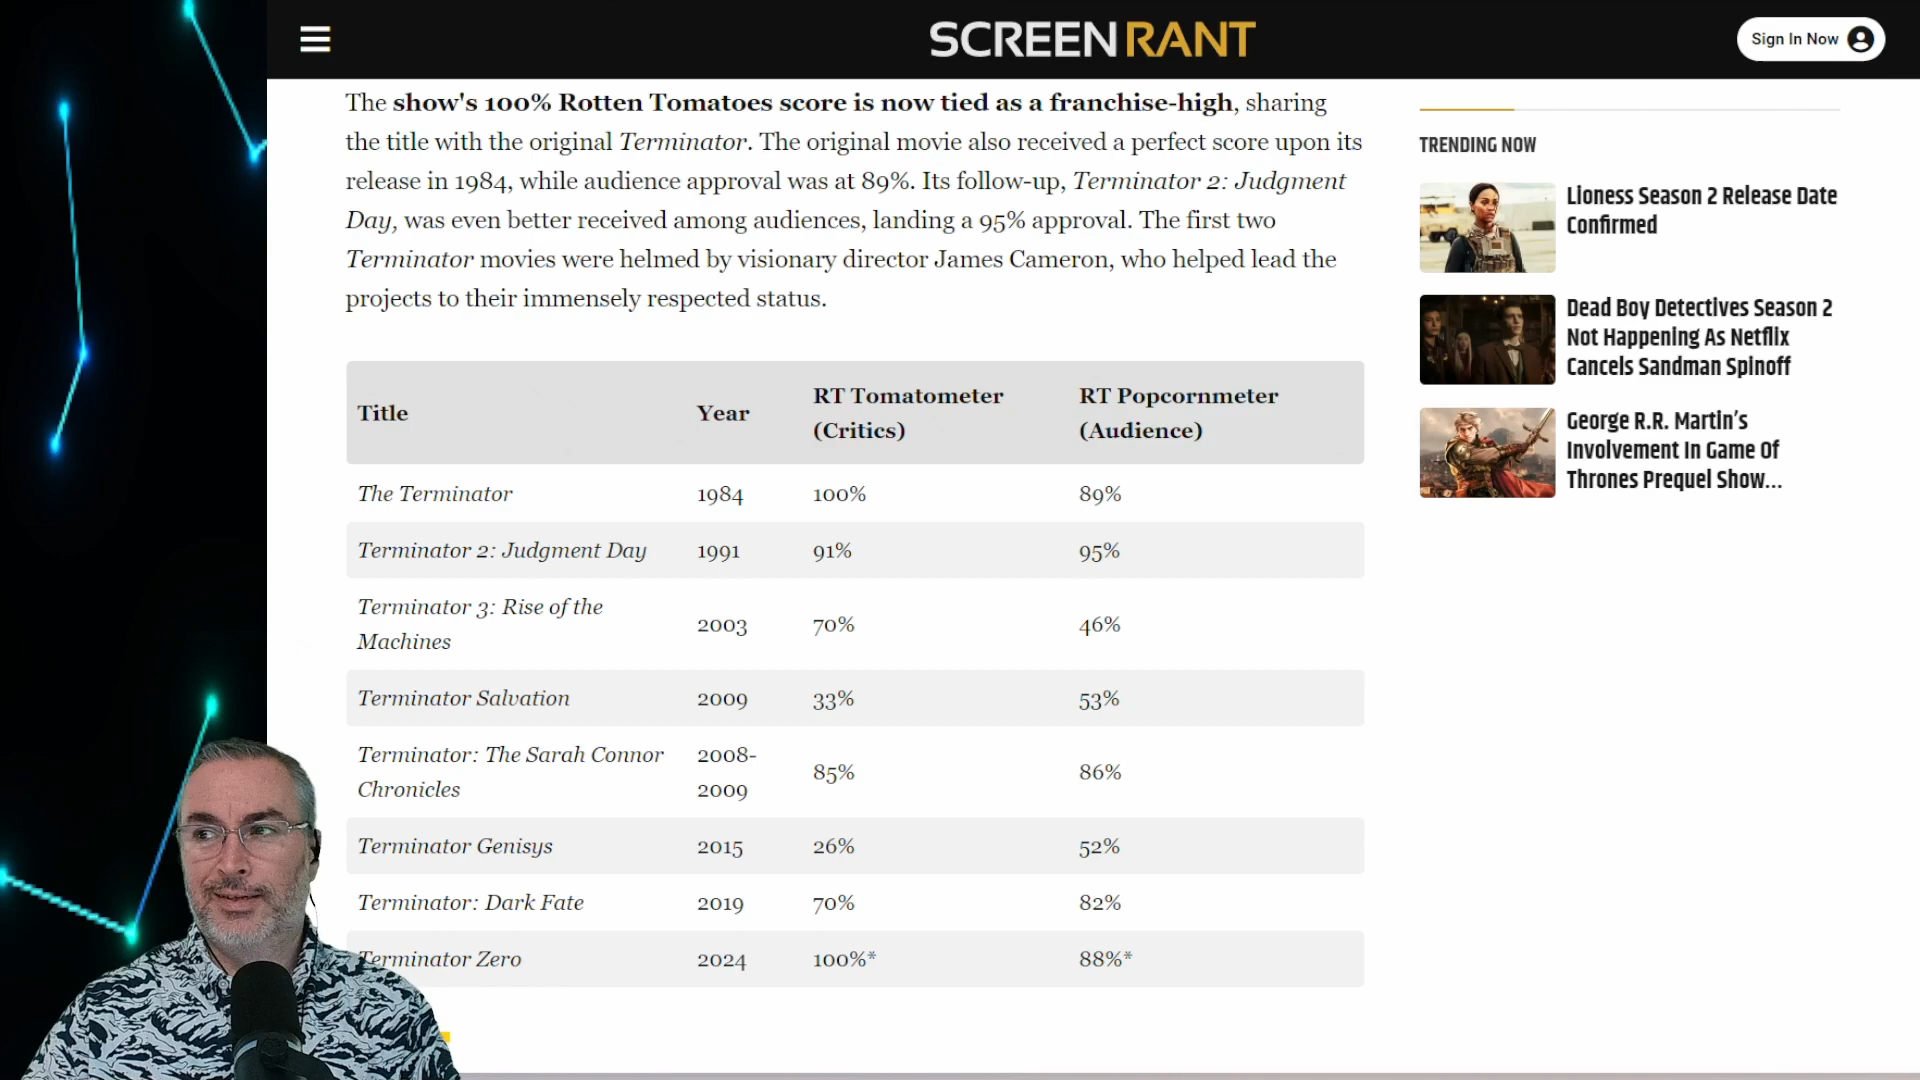 SCREENRANT
Sign In Now
The show's 100% Rotten Tomatoes score is now tied as a franchise-high, sharing
the title with the original Terminator. The original movie also received a perfect score upon its
release in 1984, while audience approval was at 89%. Its follow-up, Terminator 2: Judgment
Day, was even better received among audiences, landing a 95% approval. The first two
Terminator movies were helmed by visionary director James Cameron, who helped lead the
projects to their immensely respected status.
Title Year RT Tomatometer (Critics) RT Popcornmeter (Audience)
The Terminator 1984 100% 89%
Terminator 2: Judgment Day 1991 91% 95%
Terminator 3: Rise of the
Machines 2003 70% 46%
Terminator Salvation 2009 33% 53%
Terminator: The Sarah Connor
Chronicles 2008-2009 85% 86%
Terminator Genisys 2015 26% 52%
Terminator: Dark Fate 2019 70% 82%
Terminator Zero 2024 100%* 88%*
TRENDING NOW
Lioness Season 2 Release Date
Confirmed
Dead Boy Detectives Season 2
Not Happening As Netflix
Cancels Sandman Spinoff
George R.R. Martin’s
Involvement In Game Of
Thrones Prequel Show...